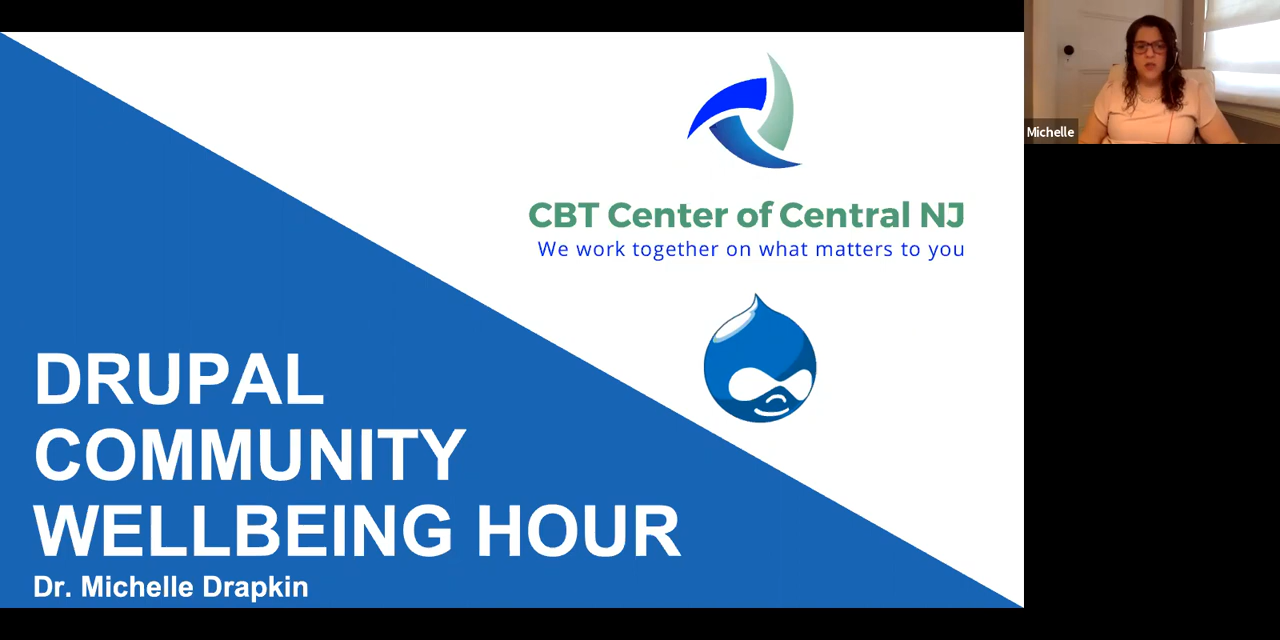 CBT Center of Central NJ
We work together on what matters to you
DRUPAL
COMMUNITY
WELLBEING HOUR
Dr. Michelle Drapkin
Michelle